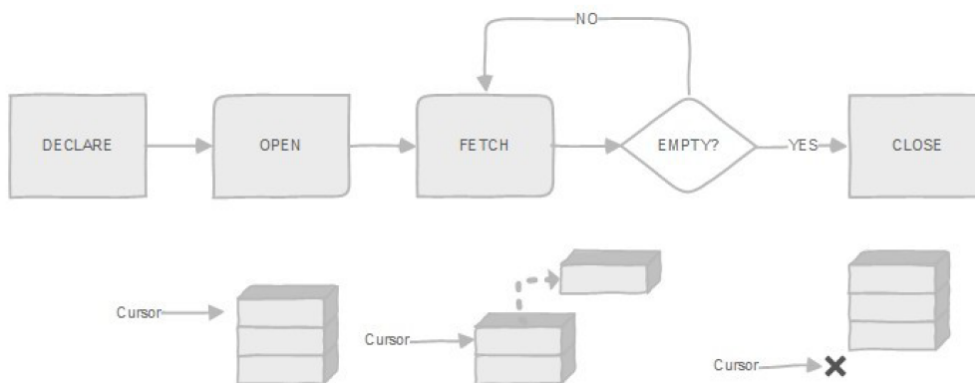 NO
DECLARE
OPEN
FETCH
EMPTY?
YES
CLOSE
Cursor
Cursor
Cursor